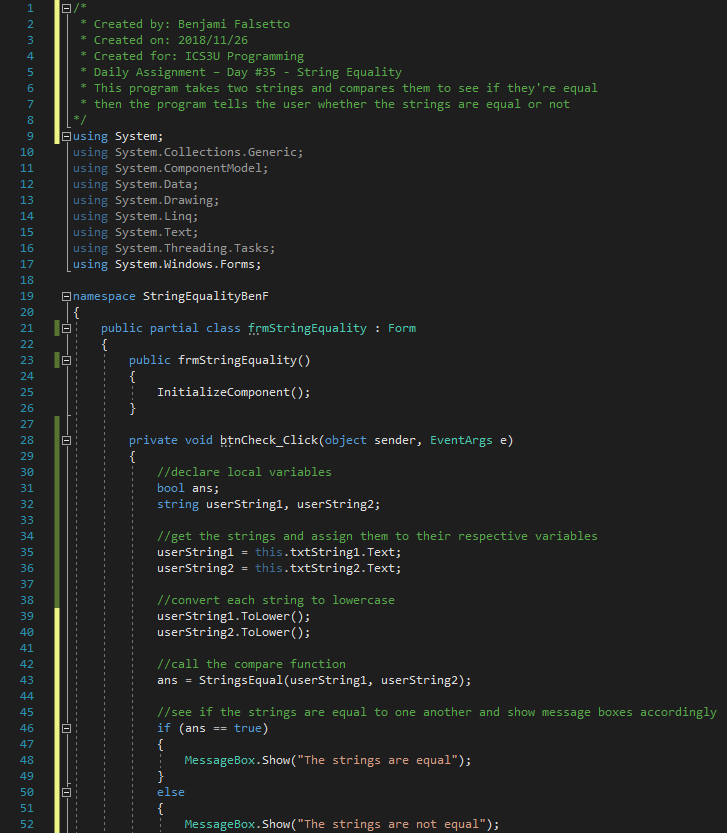 1 /*
2 * Created by: Benjami Falsetto
3 * Created on: 2018/11/26
4 * Created for: ICS3U Programming
5 * Daily Assignment – Day #35 - String Equality
6 * This program takes two strings and compares them to see if they're equal
7 * then the program tells the user whether the strings are equal or not
8 */
9 using System;
10 using System.Collections.Generic;
11 using System.ComponentModel;
12 using System.Data;
13 using System.Drawing;
14 using System.Linq;
15 using System.Text;
16 using System.Threading.Tasks;
17 using System.Windows.Forms;
18
19 namespace StringEqualityBenF
20 {
21 public partial class frmStringEquality : Form
22 {
23 public frmStringEquality()
24 {
25 InitializeComponent();
26 }
27
28 private void btnCheck_Click(object sender, EventArgs e)
29 {
30 //declare local variables
31 bool ans;
32 string userString1, userString2;
33
34 //get the strings and assign them to their respective variables
35 userString1 = this.txtString1.Text;
36 userString2 = this.txtString2.Text;
37
38 //convert each string to lowercase
39 userString1.ToLower();
40 userString2.ToLower();
41
42 //call the compare function
43 ans = StringsEqual(userString1, userString2);
44
45 //see if the strings are equal to one another and show message boxes accordingly
46 if (ans == true)
47 {
48 MessageBox.Show("The strings are equal");
49 }
50 else
51 {
52 MessageBox.Show("The strings are not equal");